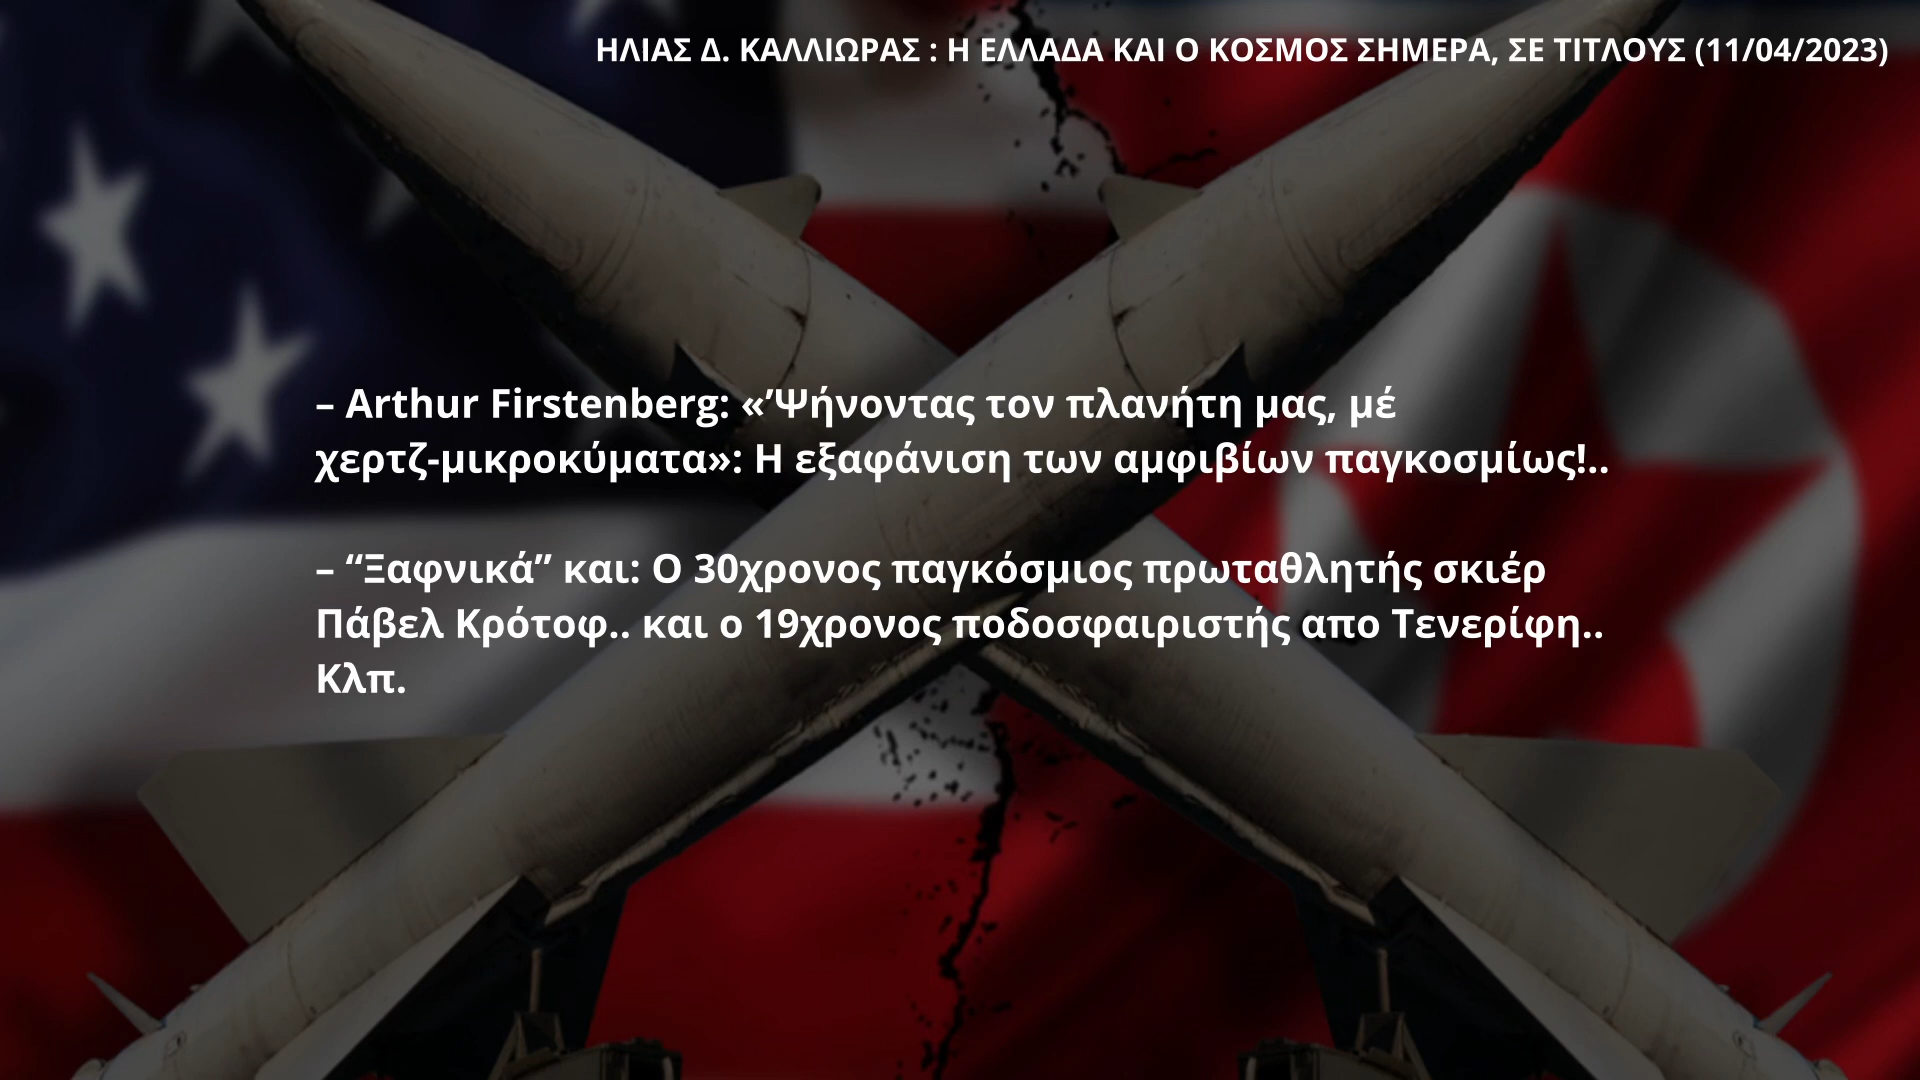 ΗΛΙΑΣ Δ. ΚΑΛΛΙΩΡΑΣ : Η ΕΛΛΑΔΑ ΚΑΙ Ο ΚΟΣΜΟΣ ΣΗΜΕΡΑ, ΣΕ ΤΙΤΛΟΥΣ (11/04/2023)
– Arthur Firstenberg: «’Ψήνοντας τον πλανήτη μας, μέ
χερτζ-μικροκύματα»: Η εξαφάνιση των αμφιβίων παγκοσμίως!..
– “Ξαφνικά” και: Ο 30χρονος παγκόσμιος πρωταθλητής σκιέρ
Πάβελ Κρότοφ.. και ο 19χρονος ποδοσφαιριστής απο Τενερίφη..
Κλπ.